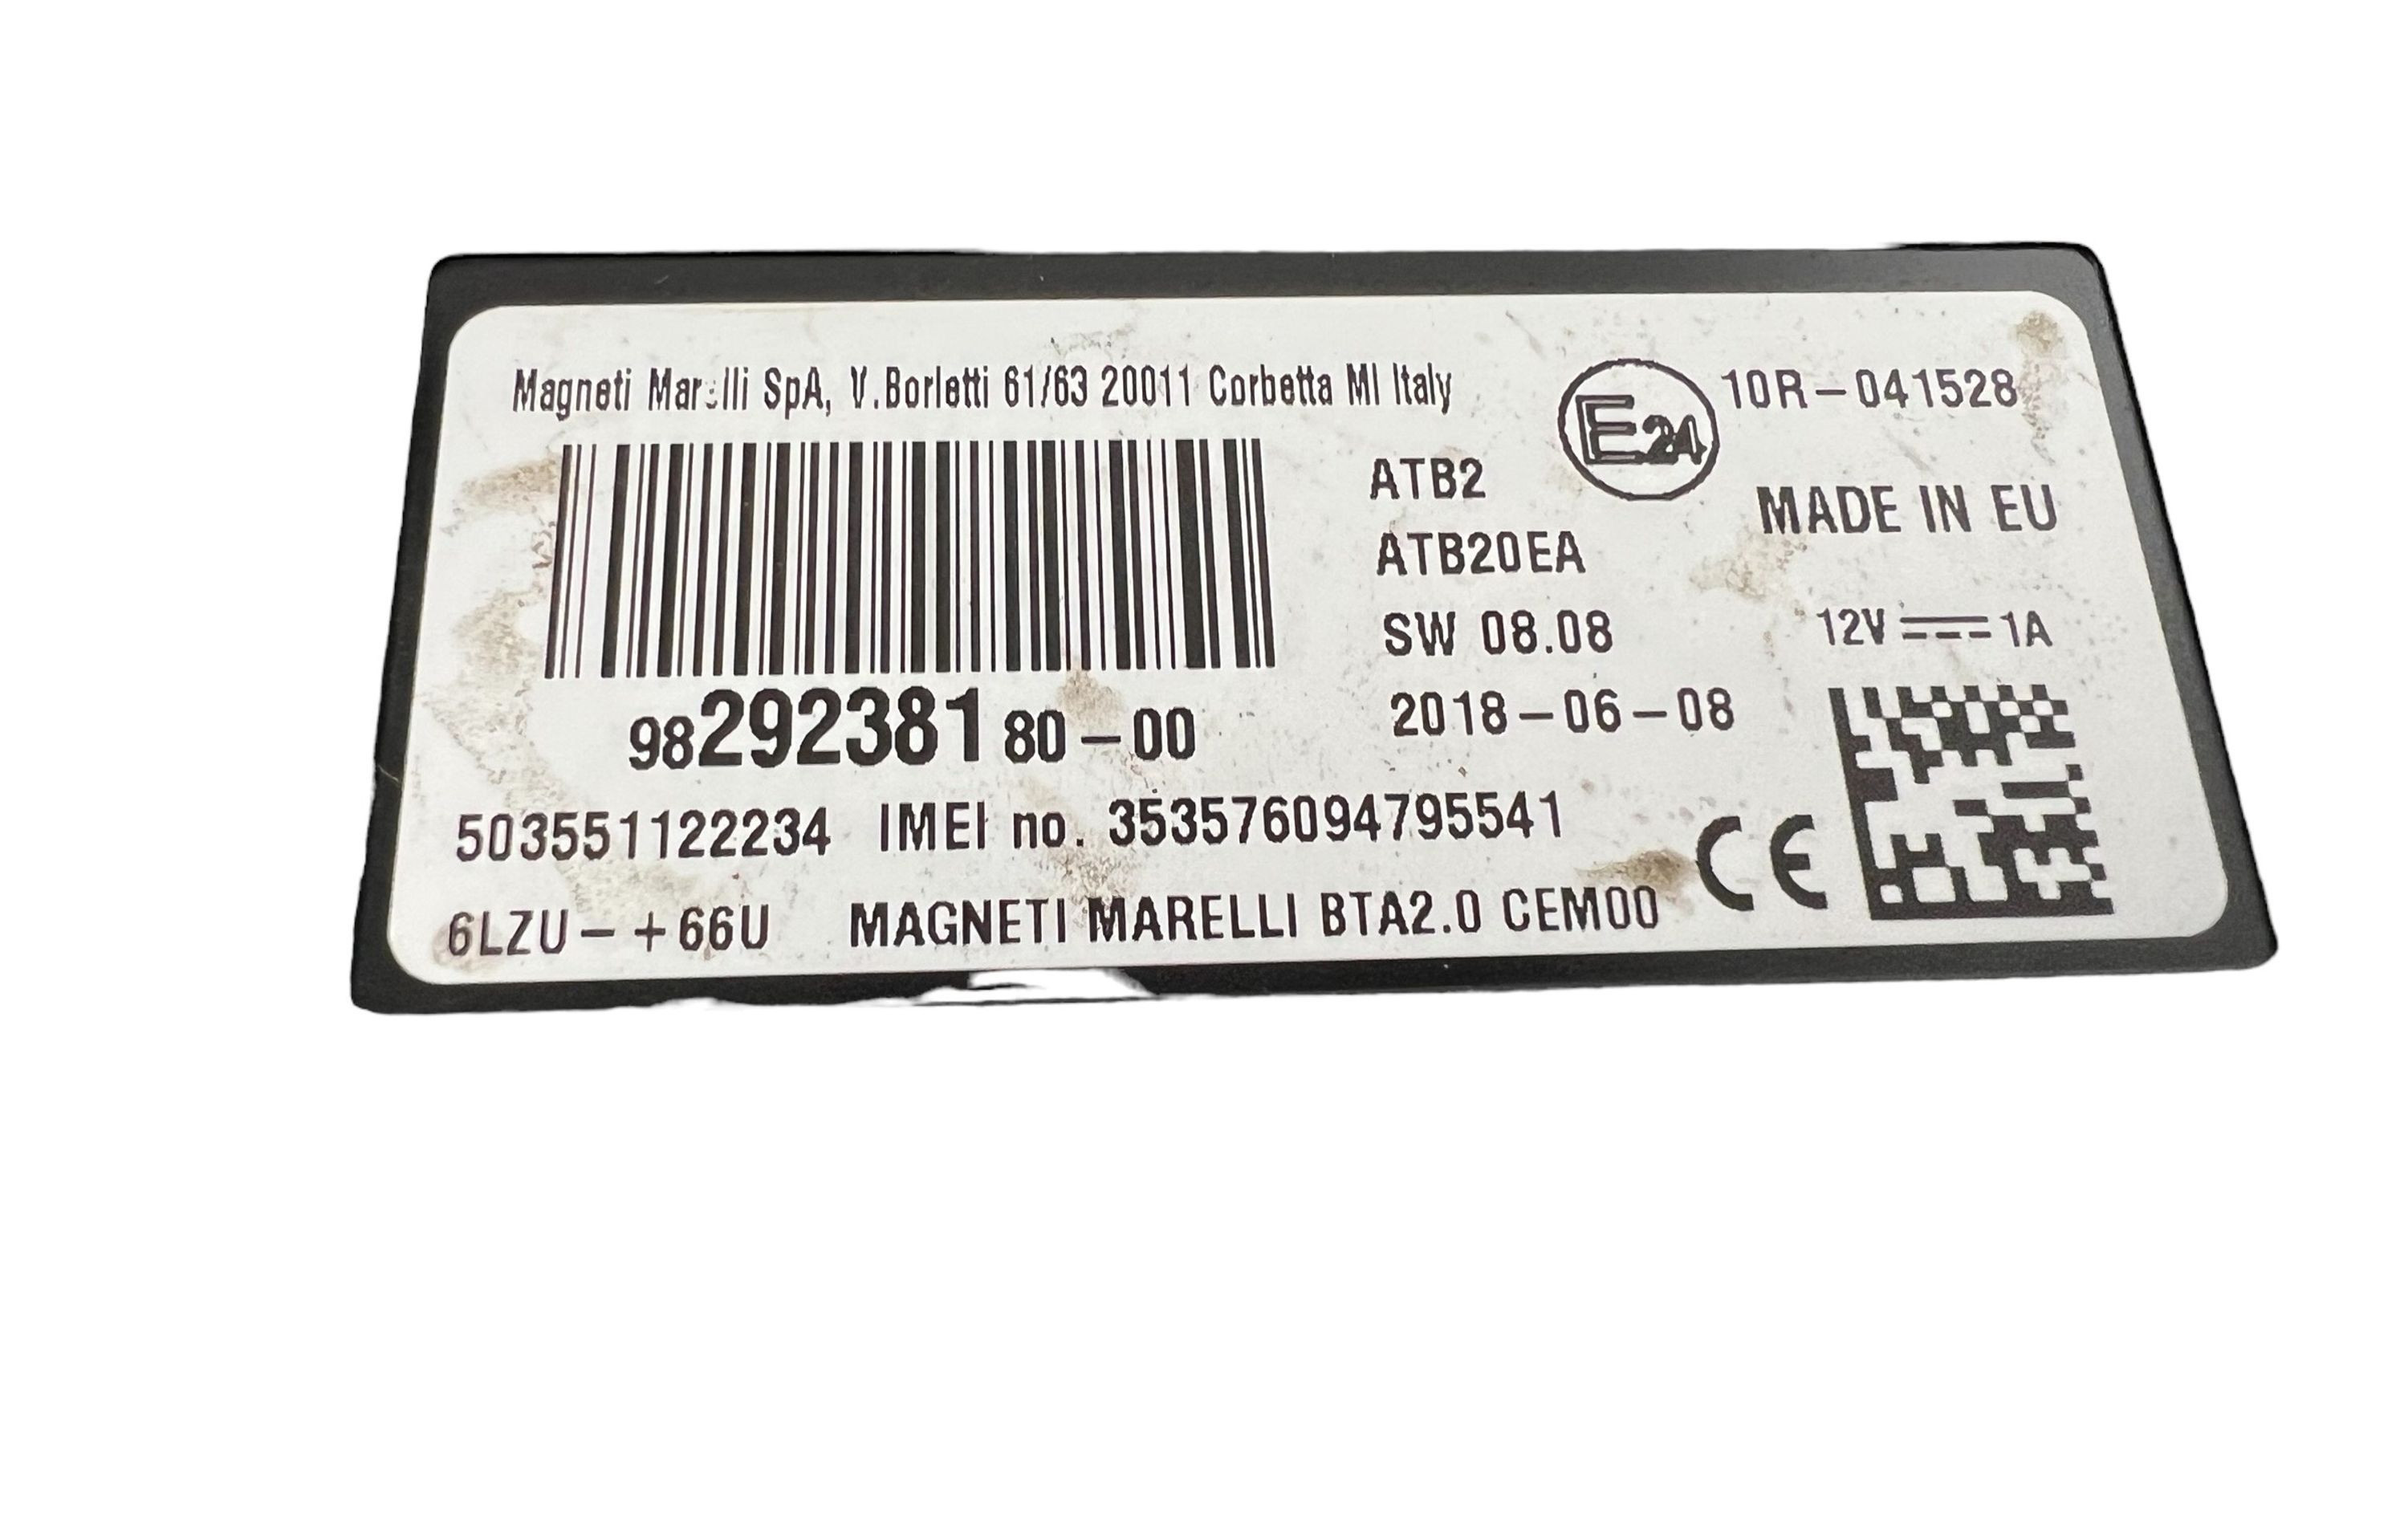 Magneti Marelli SpA, V.Borletti 61/63 20011 Corbetta MI Italy
E24 10R-041528
ATB2
MADE IN EU
ATB20EA
SW 08.08
12V 1A
9829238180-00
2018-06-08
503551122234 IMEI no. 353576094795541
CE
6LZU-+66U MAGNETI MARELLI BTA2.0 CEM00